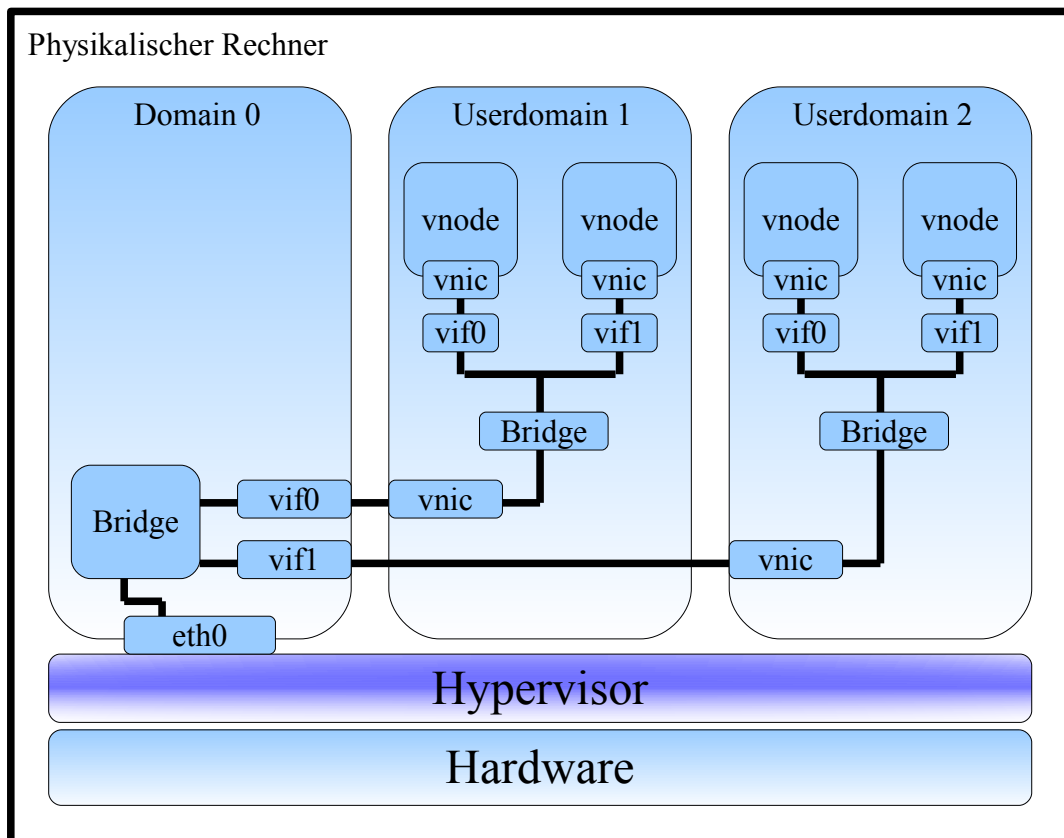 Physikalischer Rechner
Domain 0
Userdomain 1
Userdomain 2
vnode
vnode
vnode
vnode
vnic
vnic
vnic
vnic
vif0
vif1
vif0
vif1
Bridge
Bridge
Bridge
vif0
vnic
vif1
vnic
eth0
Hypervisor
Hardware